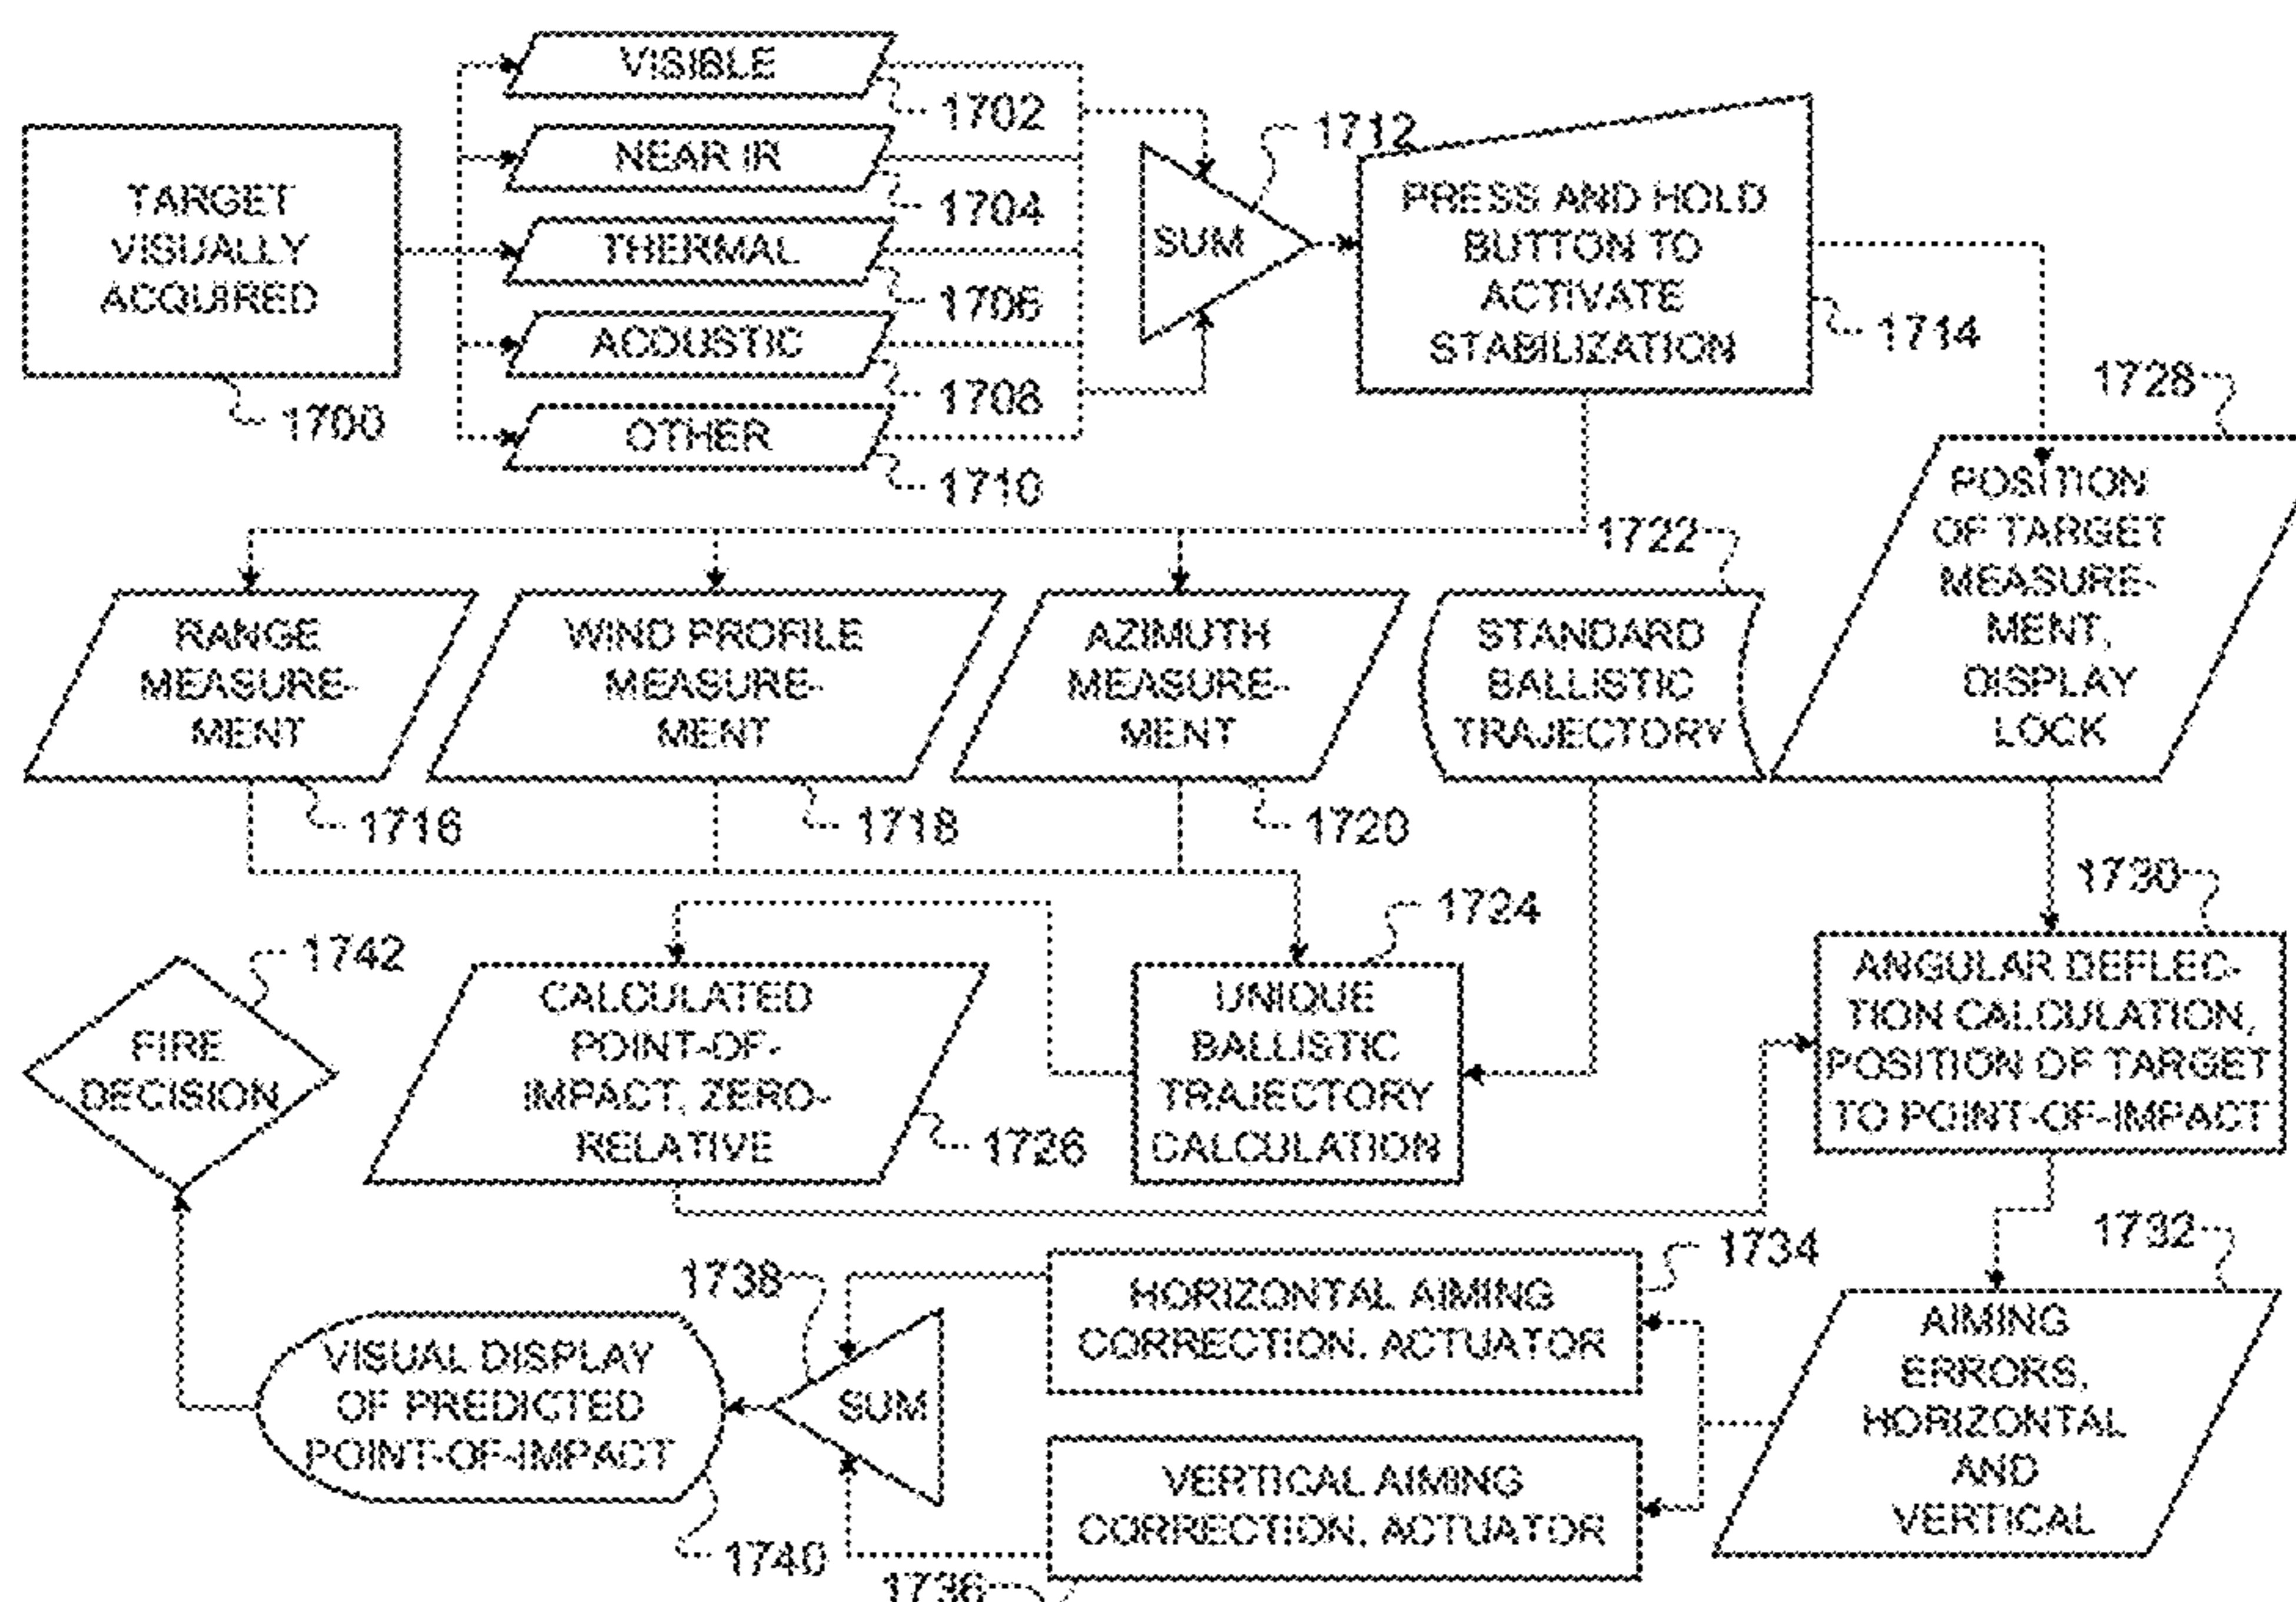 VISIBLE
1702
NEAR IR
1704
THERMAL
1706
ACOUSTIC
1708
OTHER
1710
TARGET
VISUALLY
ACQUIRED
1700
SUM
1712
PRESS AND HOLD
BUTTON TO
ACTIVATE
STABILIZATION
1714
1728
POSITION
OF TARGET
MEASURE-
MENT,
DISPLAY
LOCK
RANGE
MEASURE-
MENT
1716
WIND PROFILE
MEASURE-
MENT
1718
AZIMUTH
MEASURE-
MENT
1720
1722
STANDARD
BALLISTIC
TRAJECTORY
1730
ANGULAR DEFLEC-
TION CALCULATION,
POSITION OF TARGET
TO POINT-OF-IMPACT
1724
UNIQUE
BALLISTIC
TRAJECTORY
CALCULATION
CALCULATED
POINT-OF-
IMPACT, ZERO-
RELATIVE
1726
1742
FIRE
DECISION
1732
AIMING
ERRORS,
HORIZONTAL
AND
VERTICAL
1734
HORIZONTAL AIMING
CORRECTION, ACTUATOR
VERTICAL AIMING
CORRECTION, ACTUATOR
1736
1738
SUM
VISUAL DISPLAY
OF PREDICTED
POINT-OF-IMPACT
1740